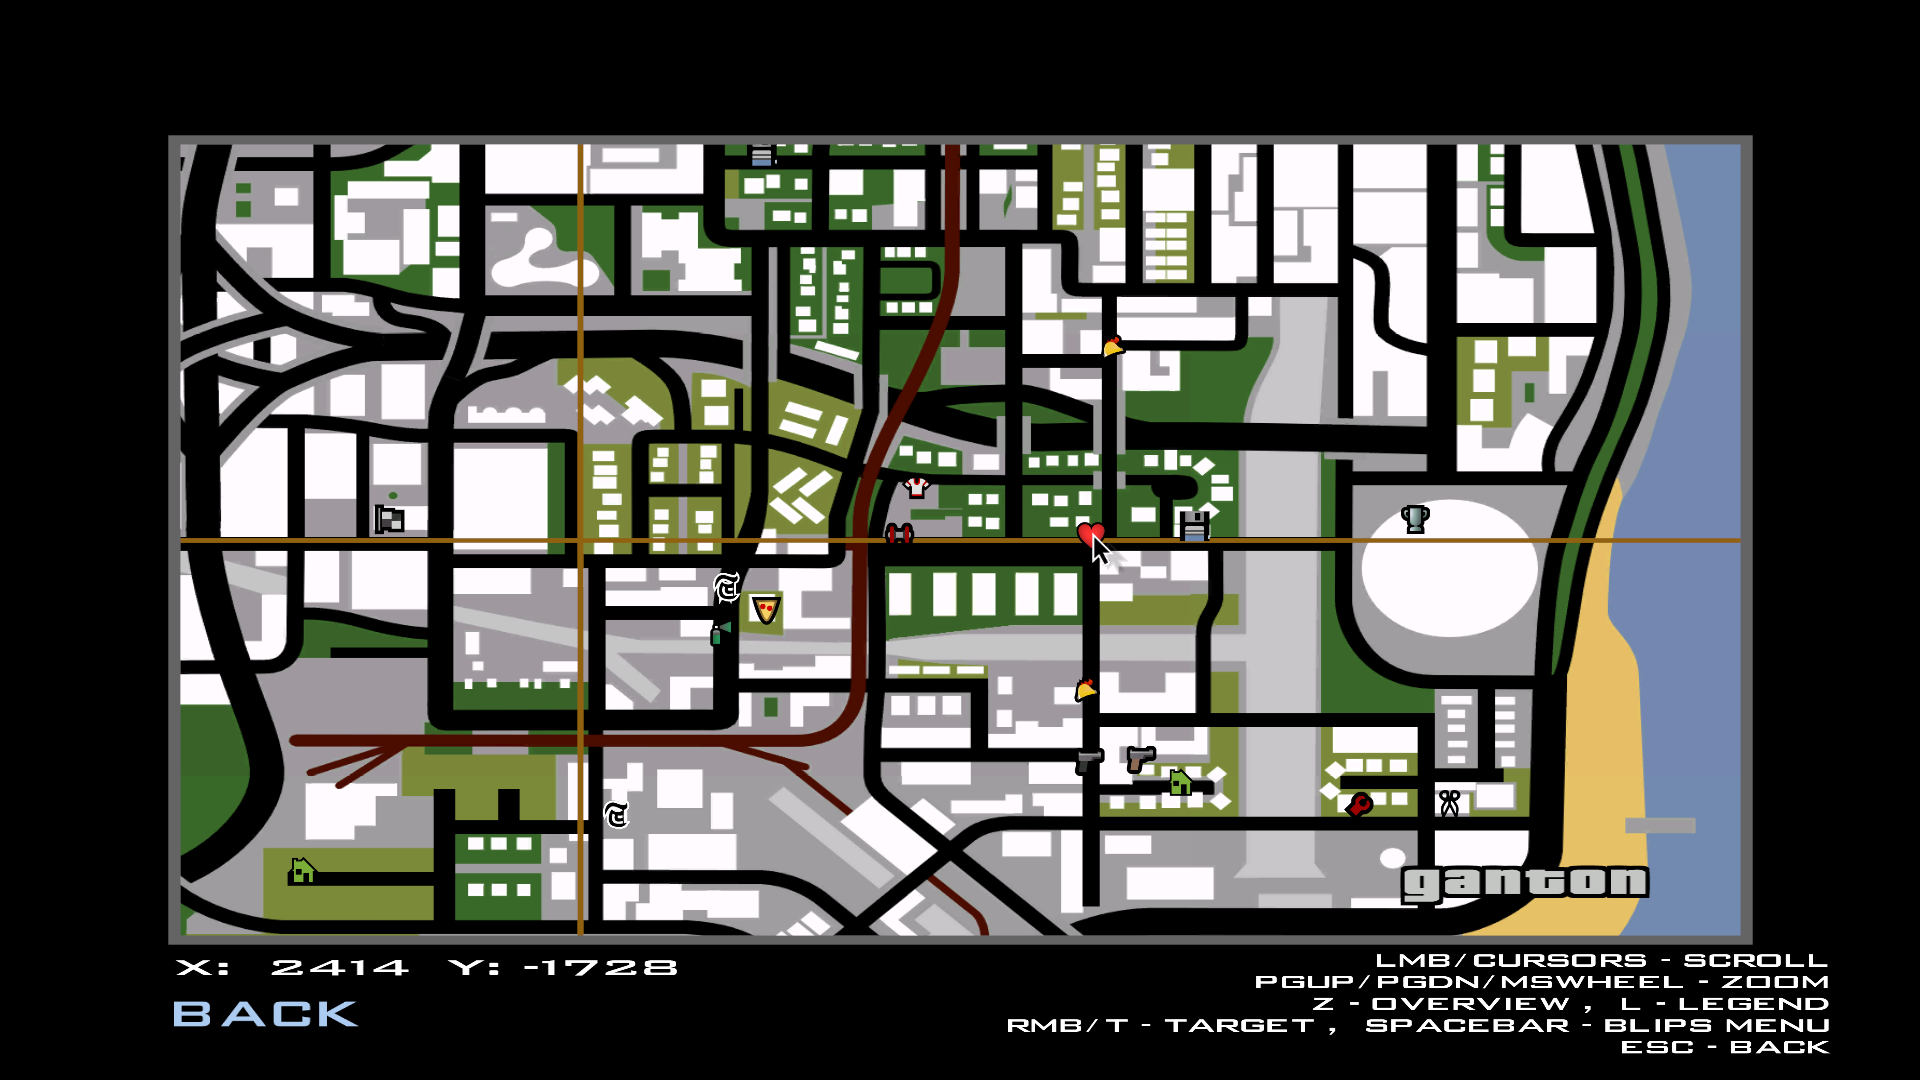 ganton
X: 2414 Y: -1728
BACK
LMB/CURSORS - SCROLL
PGUP/PGDN/MSWHEEL - ZOOM
Z - OVERVIEW , L - LEGEND
RMB/T - TARGET , SPACEBAR - BLIPS MENU
ESC - BACK